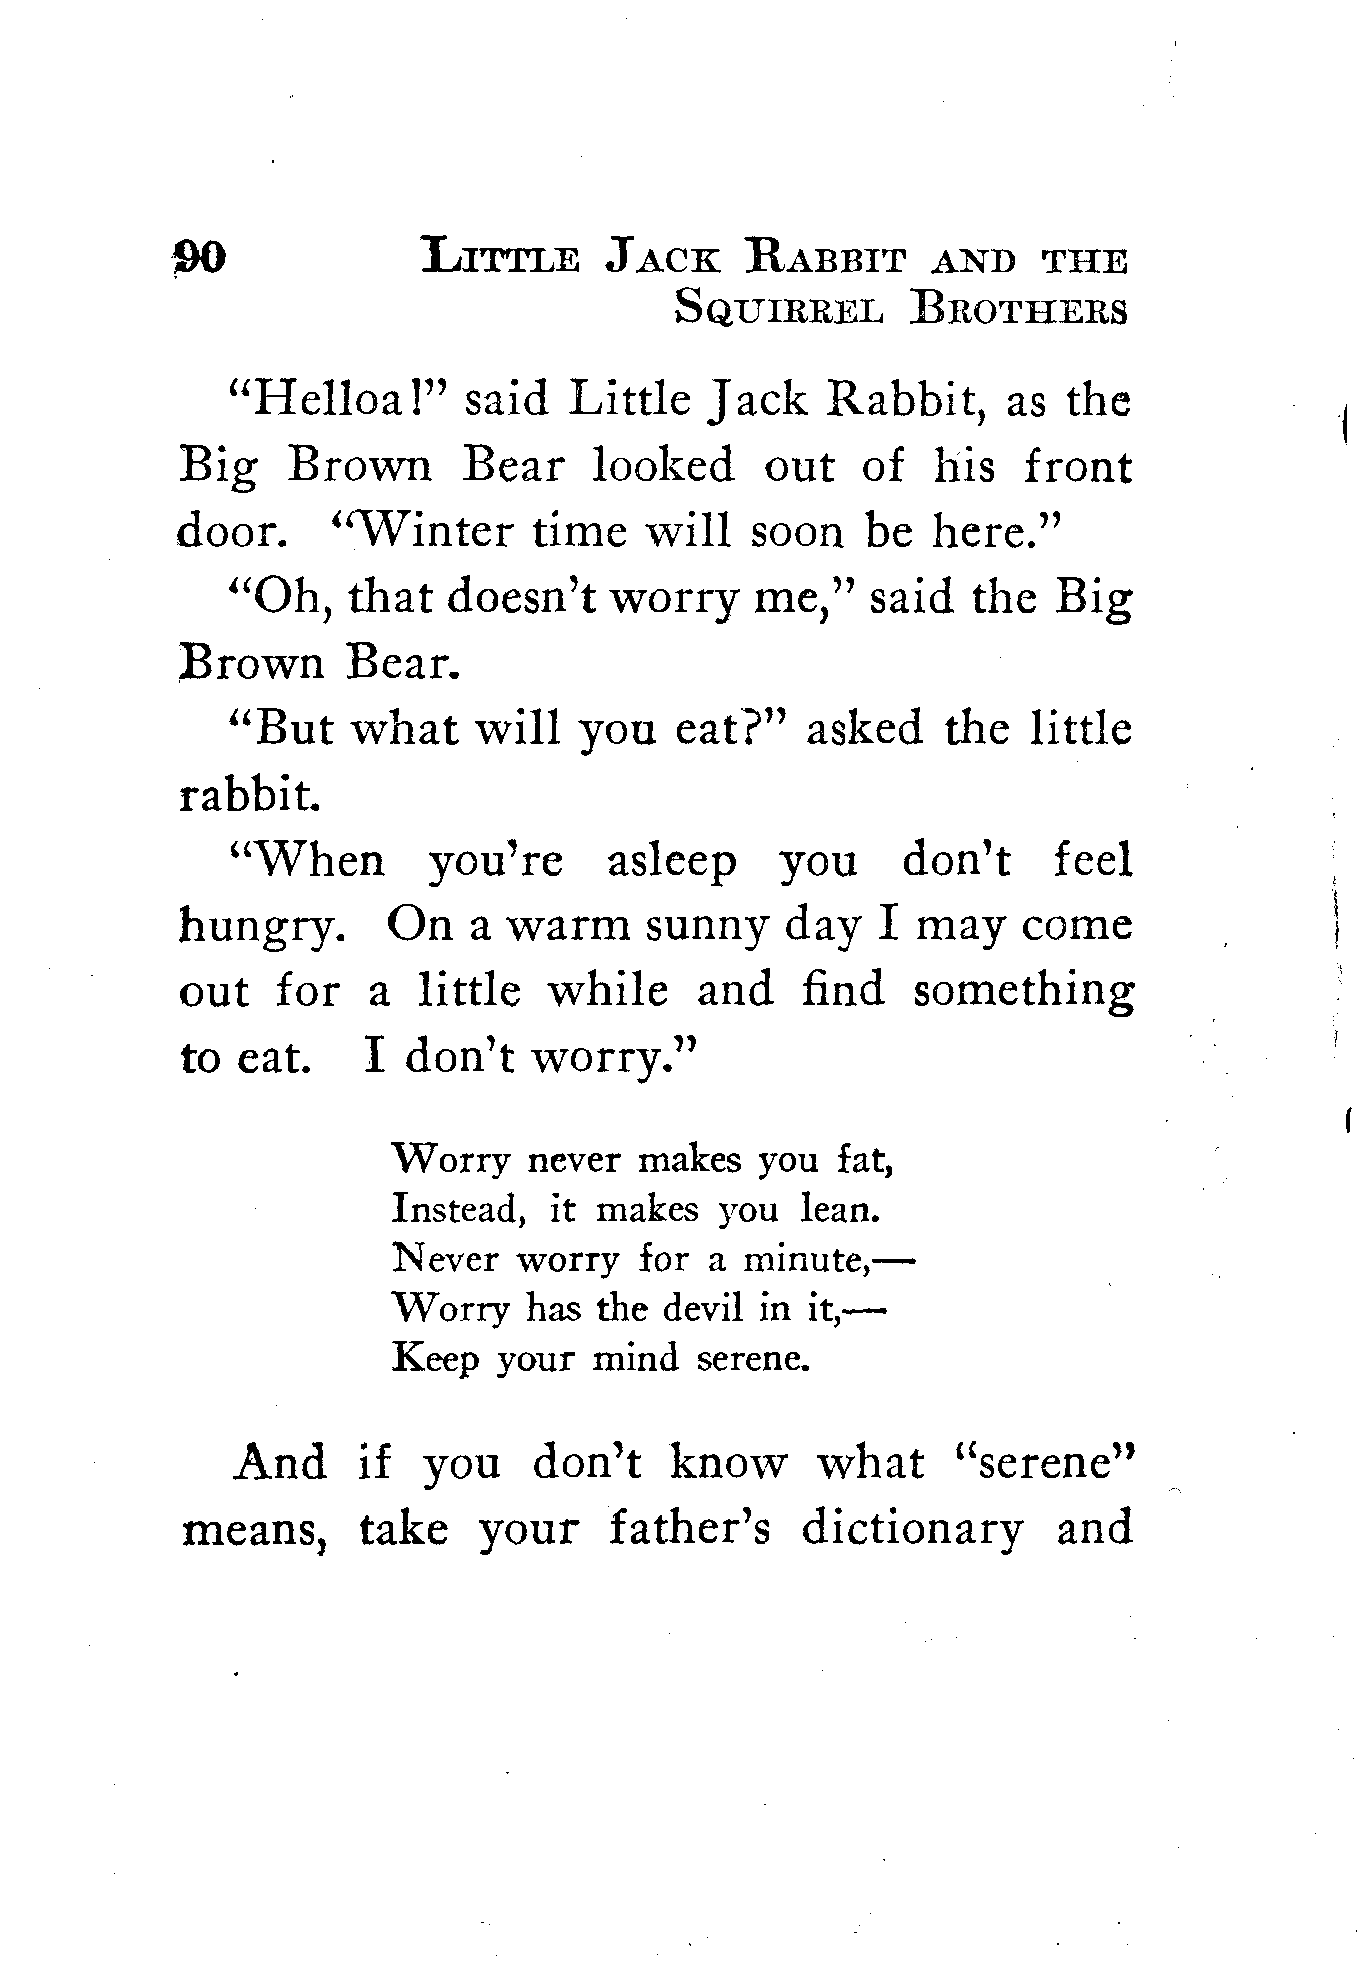 90 LITTLE JACK RABBIT AND THE
SQUIRREL BROTHERS
“Helloa!” said Little Jack Rabbit, as the
Big Brown Bear looked out of his front
door. “Winter time will soon be here.”
“Oh, that doesn’t worry me,” said the Big
Brown Bear.
“But what will you eat?” asked the little
rabbit.
“When you’re asleep you don’t feel
hungry. On a warm sunny day I may come
out for a little while and find something
to eat. I don’t worry.”
Worry never makes you fat,
Instead, it makes you lean.
Never worry for a minute,—
Worry has the devil in it,—
Keep your mind serene.
And if you don’t know what “serene”
means, take your father’s dictionary and